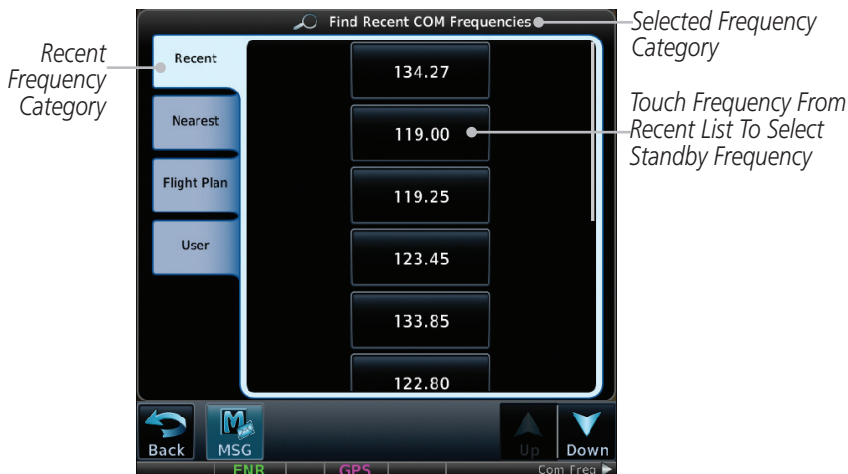 Find Recent COM Frequencies
Selected Frequency
Category
Recent
Frequency
Category
Recent
134.27
Nearest
119.00
Touch Frequency From
Recent List To Select
Standby Frequency
Flight Plan
119.25
User
123.45
133.85
122.80
Back
MSG
Up
Down
ENR
GPS
Com Freq